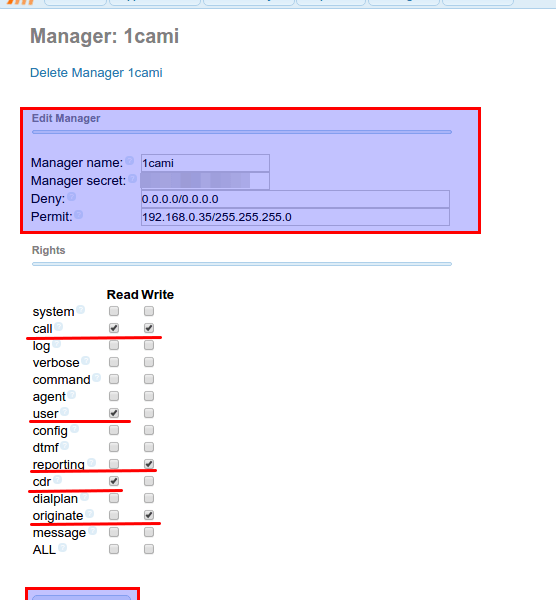 Manager: 1cami
Delete Manager 1cami
Edit Manager
Manager name: 1cami
Manager secret:
Deny: 0.0.0.0/0.0.0.0
Permit: 192.168.0.35/255.255.255.0
Rights
Read Write
system
call
log
verbose
command
agent
user
config
dtmf
reporting
cdr
dialplan
originate
message
ALL